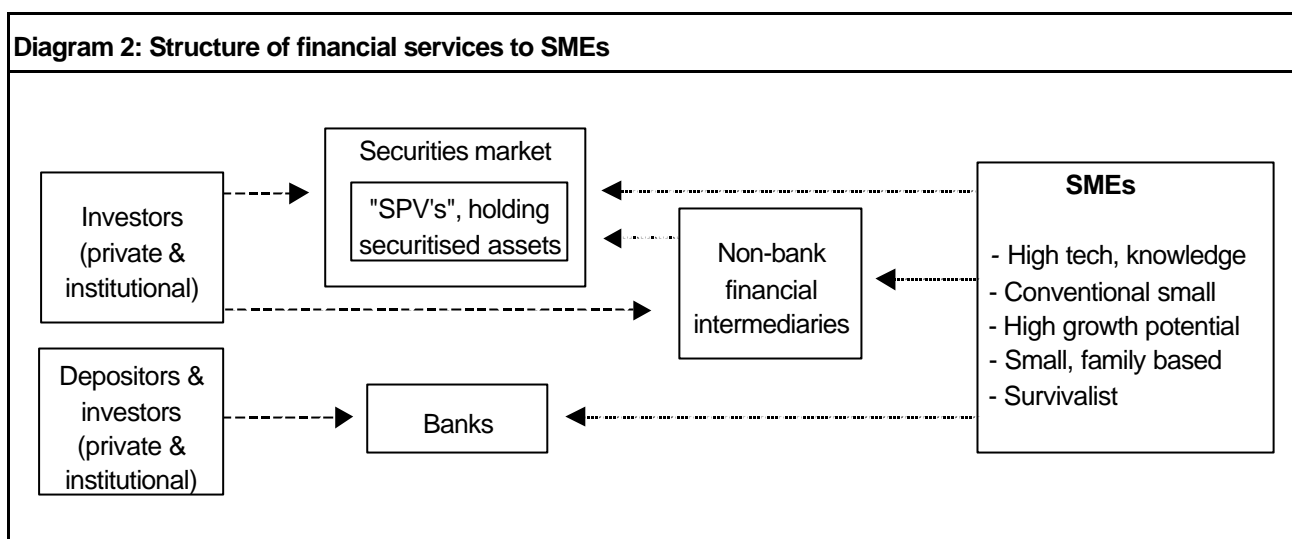 Diagram 2: Structure of financial services to SMEs
Securities market
"SPV's", holding
securitised assets
Investors
(private &
institutional)
Non-bank
financial
intermediaries
SMEs
- High tech, knowledge
- Conventional small
- High growth potential
- Small, family based
- Survivalist
Depositors &
investors
(private &
institutional)
Banks